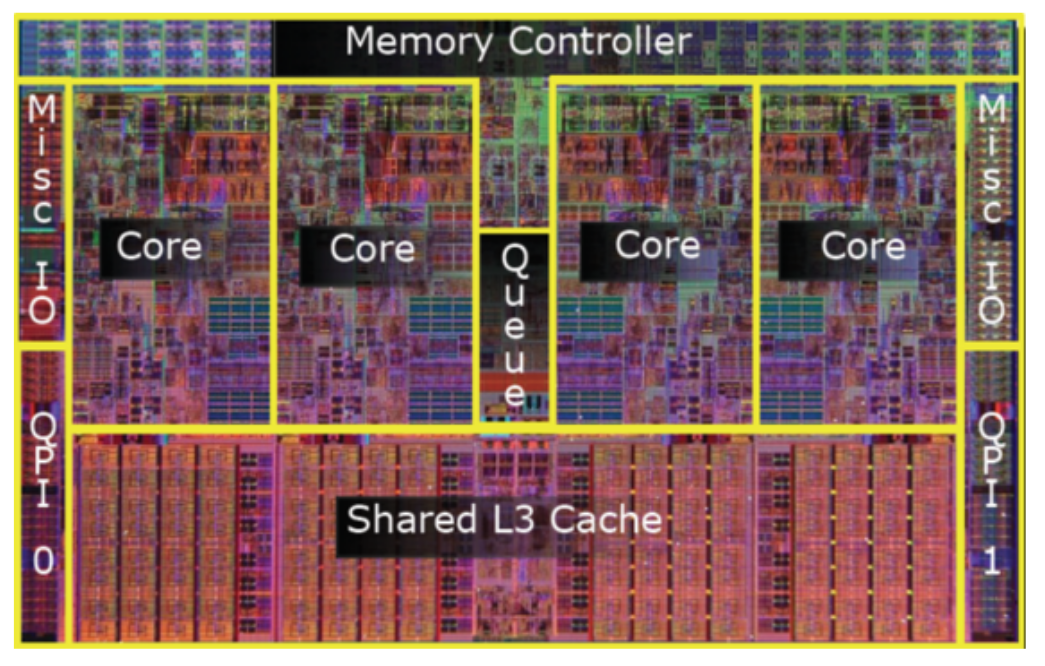 Memory Controller
Misc IO
Core
Core
Queue
Core
Core
Misc IO
QPI 0
Shared L3 Cache
QPI 1